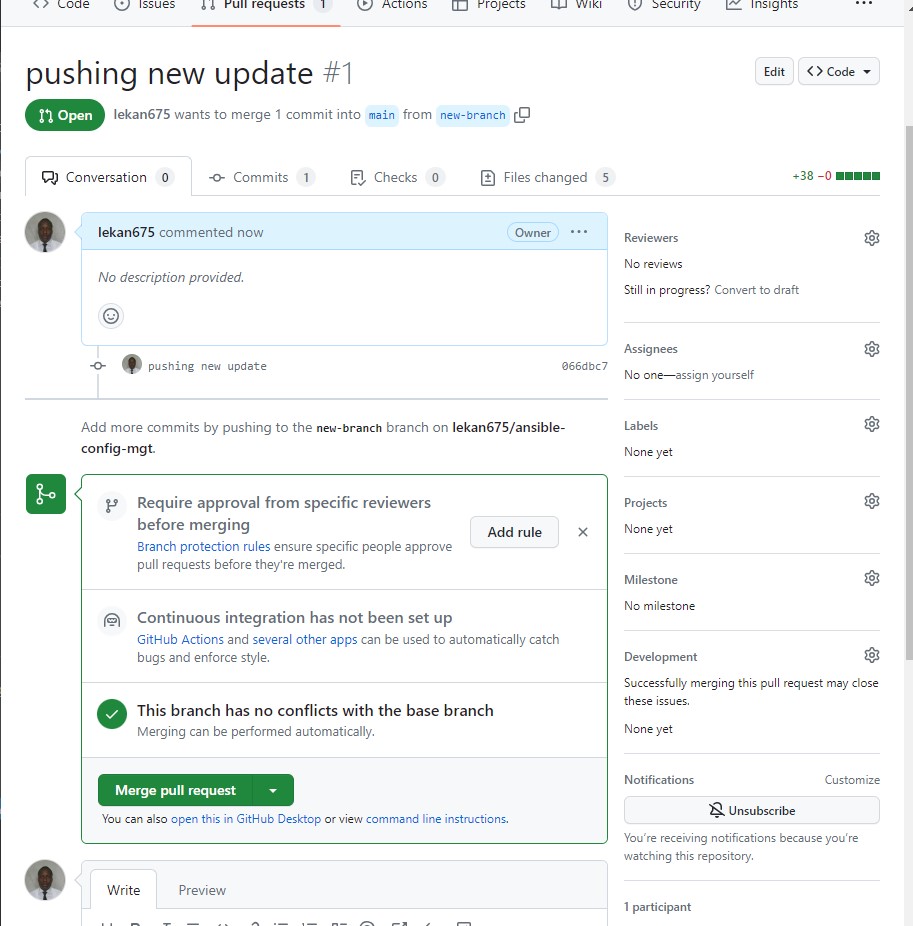 Code Issues Pull requests 1 Actions Projects Wiki Security Insights
pushing new update #1
Edit <> Code
Open lekan675 wants to merge 1 commit into main from new-branch
Conversation 0 Commits 1 Checks 0 Files changed 5 +38 −0
lekan675 commented now Owner ...
No description provided.
pushing new update 066dbc7
Add more commits by pushing to the new-branch branch on lekan675/ansible-
config-mgt.
Require approval from specific reviewers
before merging
Branch protection rules ensure specific people approve
pull requests before they're merged.
Add rule
Continuous integration has not been set up
GitHub Actions and several other apps can be used to automatically catch
bugs and enforce style.
This branch has no conflicts with the base branch
Merging can be performed automatically.
Merge pull request
You can also open this in GitHub Desktop or view command line instructions.
Write Preview
Reviewers
No reviews
Still in progress? Convert to draft
Assignees
No one—assign yourself
Labels
None yet
Projects
None yet
Milestone
No milestone
Development
Successfully merging this pull request may close
these issues.
None yet
Notifications Customize
Unsubscribe
You're receiving notifications because you're
watching this repository.
1 participant